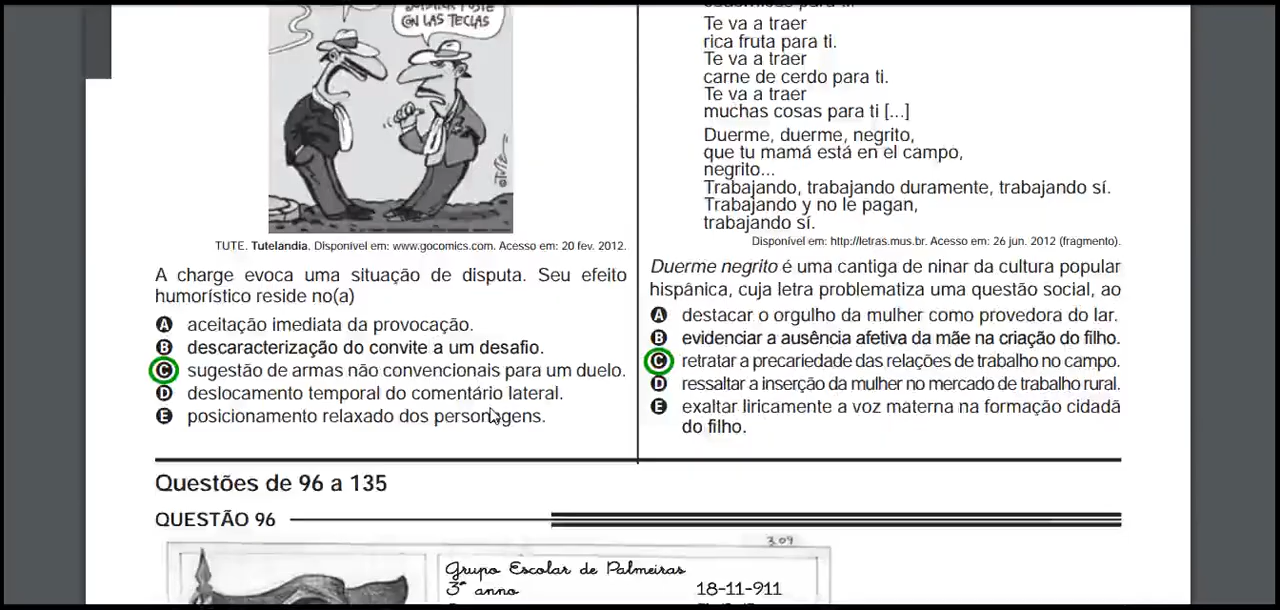 CON LAS TECLAS
TUTE. Tutelandia. Disponível em: www.gocomics.com. Acesso em: 20 fev. 2012.
A charge evoca uma situação de disputa. Seu efeito
humorístico reside no(a)
A aceitação imediata da provocação.
B descaracterização do convite a um desafio.
C sugestão de armas não convencionais para um duelo.
D deslocamento temporal do comentário lateral.
E posicionamento relaxado dos personagens.
Te va a traer
rica fruta para ti.
Te va a traer
carne de cerdo para ti.
Te va a traer
muchas cosas para ti [...]
Duerme, duerme, negrito,
que tu mamá está en el campo,
negrito...
Trabajando, trabajando duramente, trabajando sí.
Trabajando y no le pagan,
trabajando sí.
Disponível em: http://letras.mus.br. Acesso em: 26 jun. 2012 (fragmento).
Duerme negrito é uma cantiga de ninar da cultura popular
hispânica, cuja letra problematiza uma questão social, ao
A destacar o orgulho da mulher como provedora do lar.
B evidenciar a ausência afetiva da mãe na criação do filho.
C retratar a precariedade das relações de trabalho no campo.
D ressaltar a inserção da mulher no mercado de trabalho rural.
E exaltar liricamente a voz materna na formação cidadã
do filho.
Questões de 96 a 135
QUESTÃO 96
309
Grupo Escolar de Palmeiras
3º anno 18-11-911